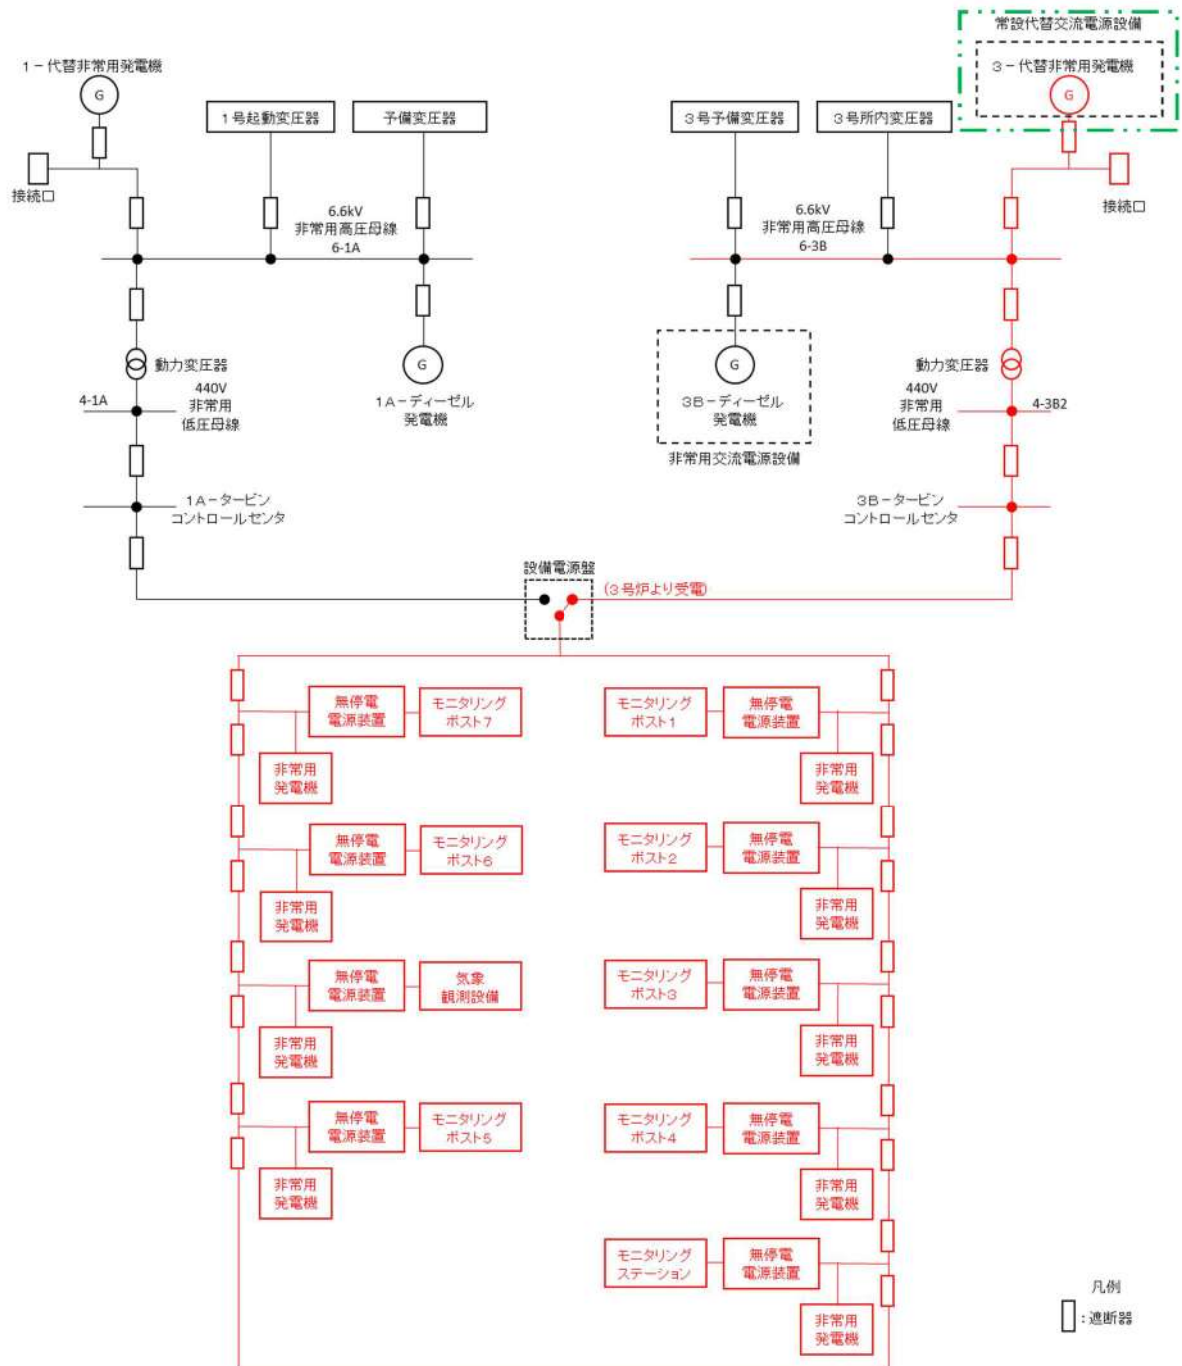 常設代替交流電源設備
1-代替非常用発電機
3-代替非常用発電機
G
G
1号起動変圧器
予備変圧器
3号予備変圧器
3号所内変圧器
接続口
接続口
6.6kV
非常用高圧母線
6-1A
6.6kV
非常用高圧母線
6-3B
動力変圧器
G
G
動力変圧器
4-1A
440V
非常用
低圧母線
1A-ディーゼル
発電機
3B-ディーゼル
発電機
440V
非常用
低圧母線
4-3B2
非常用交流電源設備
1A-タービン
コントロールセンタ
3B-タービン
コントロールセンタ
設備電源盤
(3号炉より受電)
無停電
電源装置
モニタリング
ポスト7
モニタリング
ポスト1
無停電
電源装置
非常用
発電機
非常用
発電機
無停電
電源装置
モニタリング
ポスト6
モニタリング
ポスト2
無停電
電源装置
非常用
発電機
非常用
発電機
無停電
電源装置
気象
観測設備
モニタリング
ポスト3
無停電
電源装置
非常用
発電機
非常用
発電機
無停電
電源装置
モニタリング
ポスト5
モニタリング
ポスト4
無停電
電源装置
非常用
発電機
非常用
発電機
モニタリング
ステーション
無停電
電源装置
非常用
発電機
凡例
:遮断器